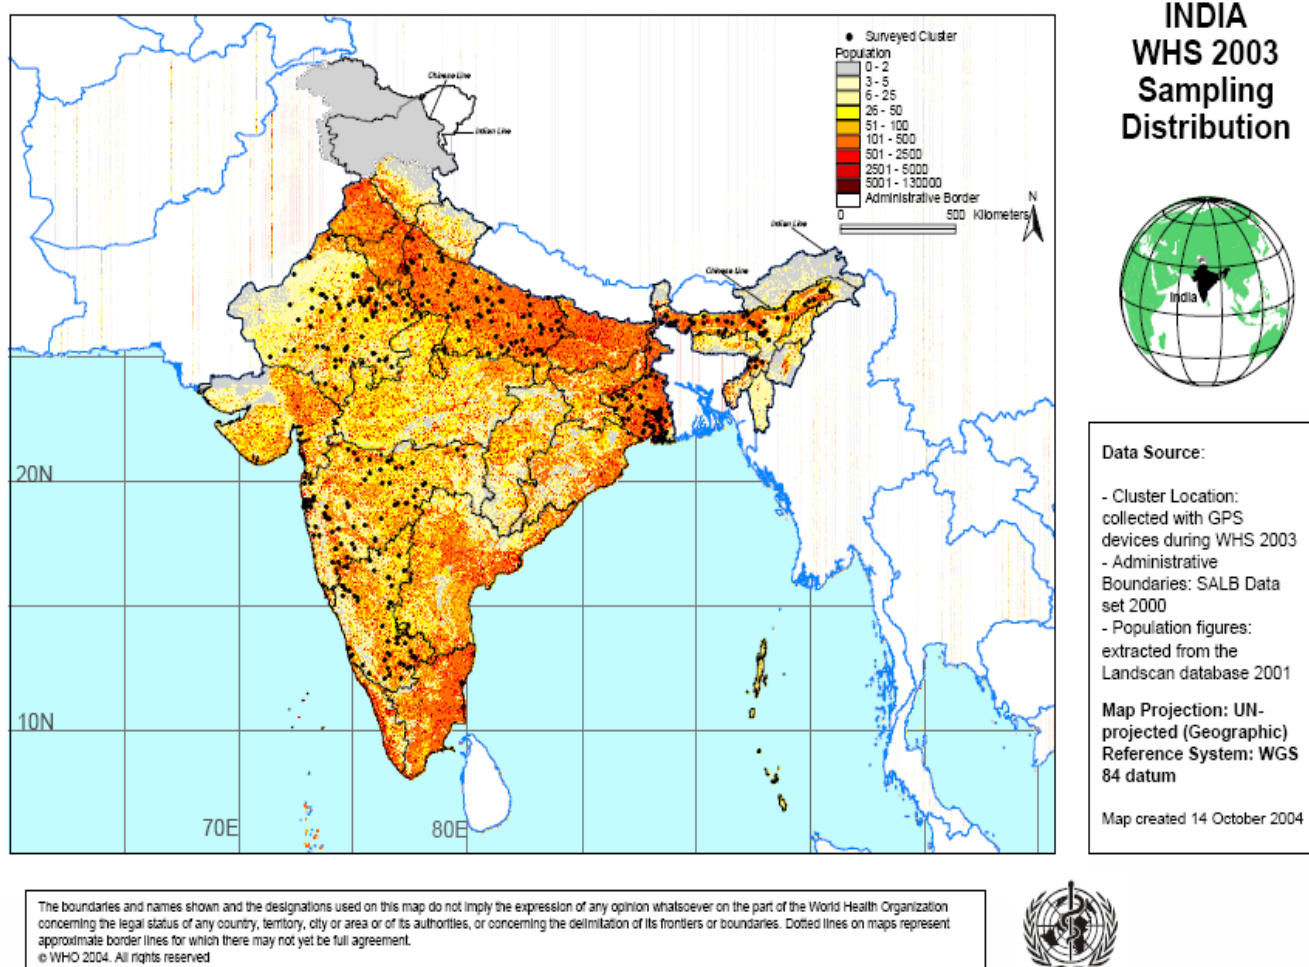 INDIA
WHS 2003
Sampling
Distribution
Surveyed Cluster
Population
0 - 2
3 - 5
6 - 25
26 - 50
51 - 100
101 - 500
501 - 2500
2501 - 5000
5001 - 130000
Administrative Border
0 500 Kilometers
N
Chinese Line
Indian Line
Indian Line
Chinese Line
20N
10N
70E
80E
India
Data Source:
- Cluster Location:
collected with GPS
devices during WHS 2003
- Administrative
Boundaries: SALB Data
set 2000
- Population figures:
extracted from the
Landscan database 2001
Map Projection: UN-
projected (Geographic)
Reference System: WGS
84 datum
Map created 14 October 2004
The boundaries and names shown and the designations used on this map do not imply the expression of any opinion whatsoever on the part of the World Health Organization
concerning the legal status of any country, territory, city or area or of its authorities, or concerning the delimitation of its frontiers or boundaries. Dotted lines on maps represent
approximate border lines for which there may not yet be full agreement.
© WHO 2004. All rights reserved